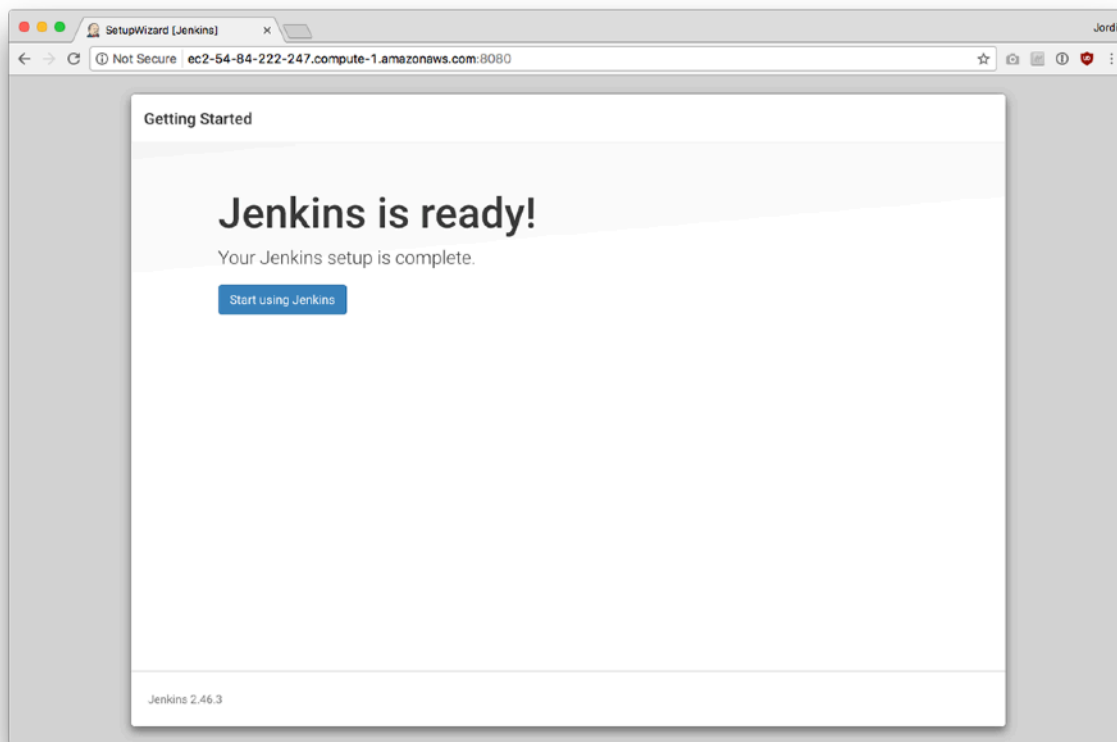 SetupWizard [Jenkins]
Jordi
Not Secure ec2-54-84-222-247.compute-1.amazonaws.com:8080
Getting Started
Jenkins is ready!
Your Jenkins setup is complete.
Start using Jenkins
Jenkins 2.46.3